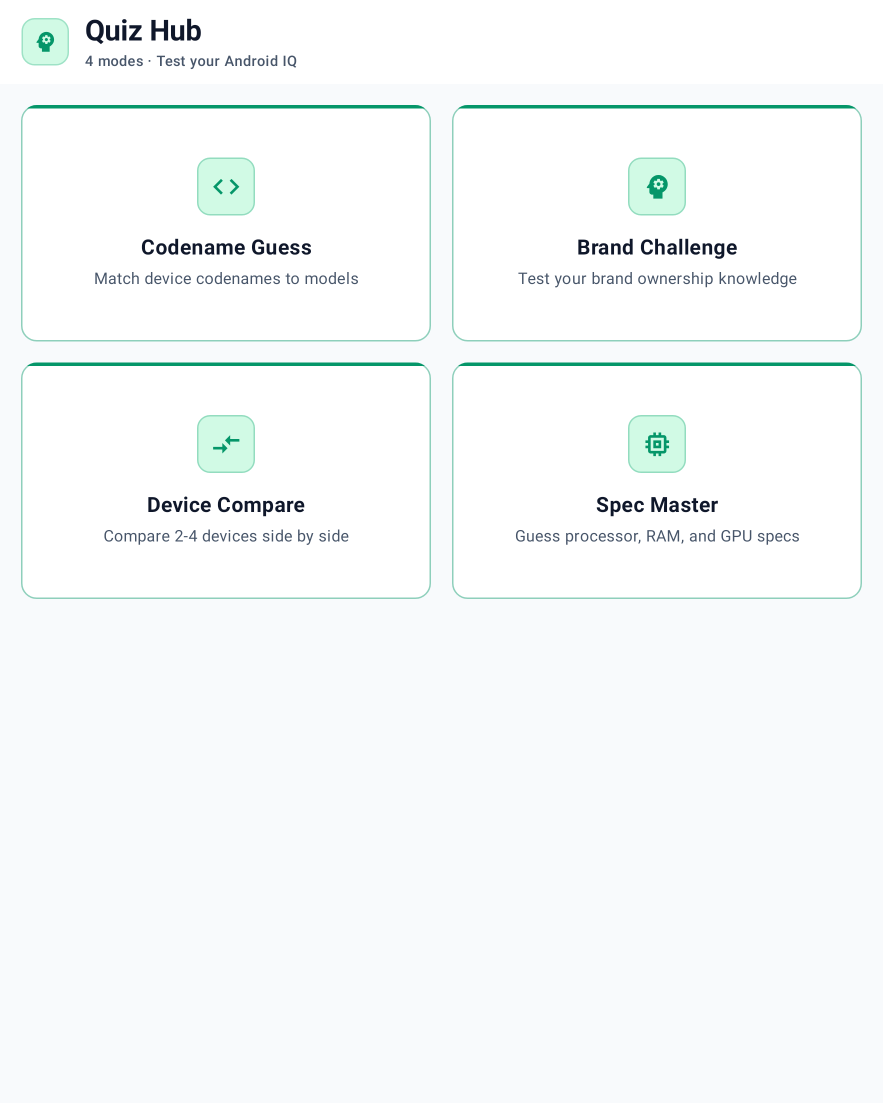 Quiz Hub
4 modes · Test your Android IQ
Codename Guess
Match device codenames to models
Brand Challenge
Test your brand ownership knowledge
Device Compare
Compare 2-4 devices side by side
Spec Master
Guess processor, RAM, and GPU specs